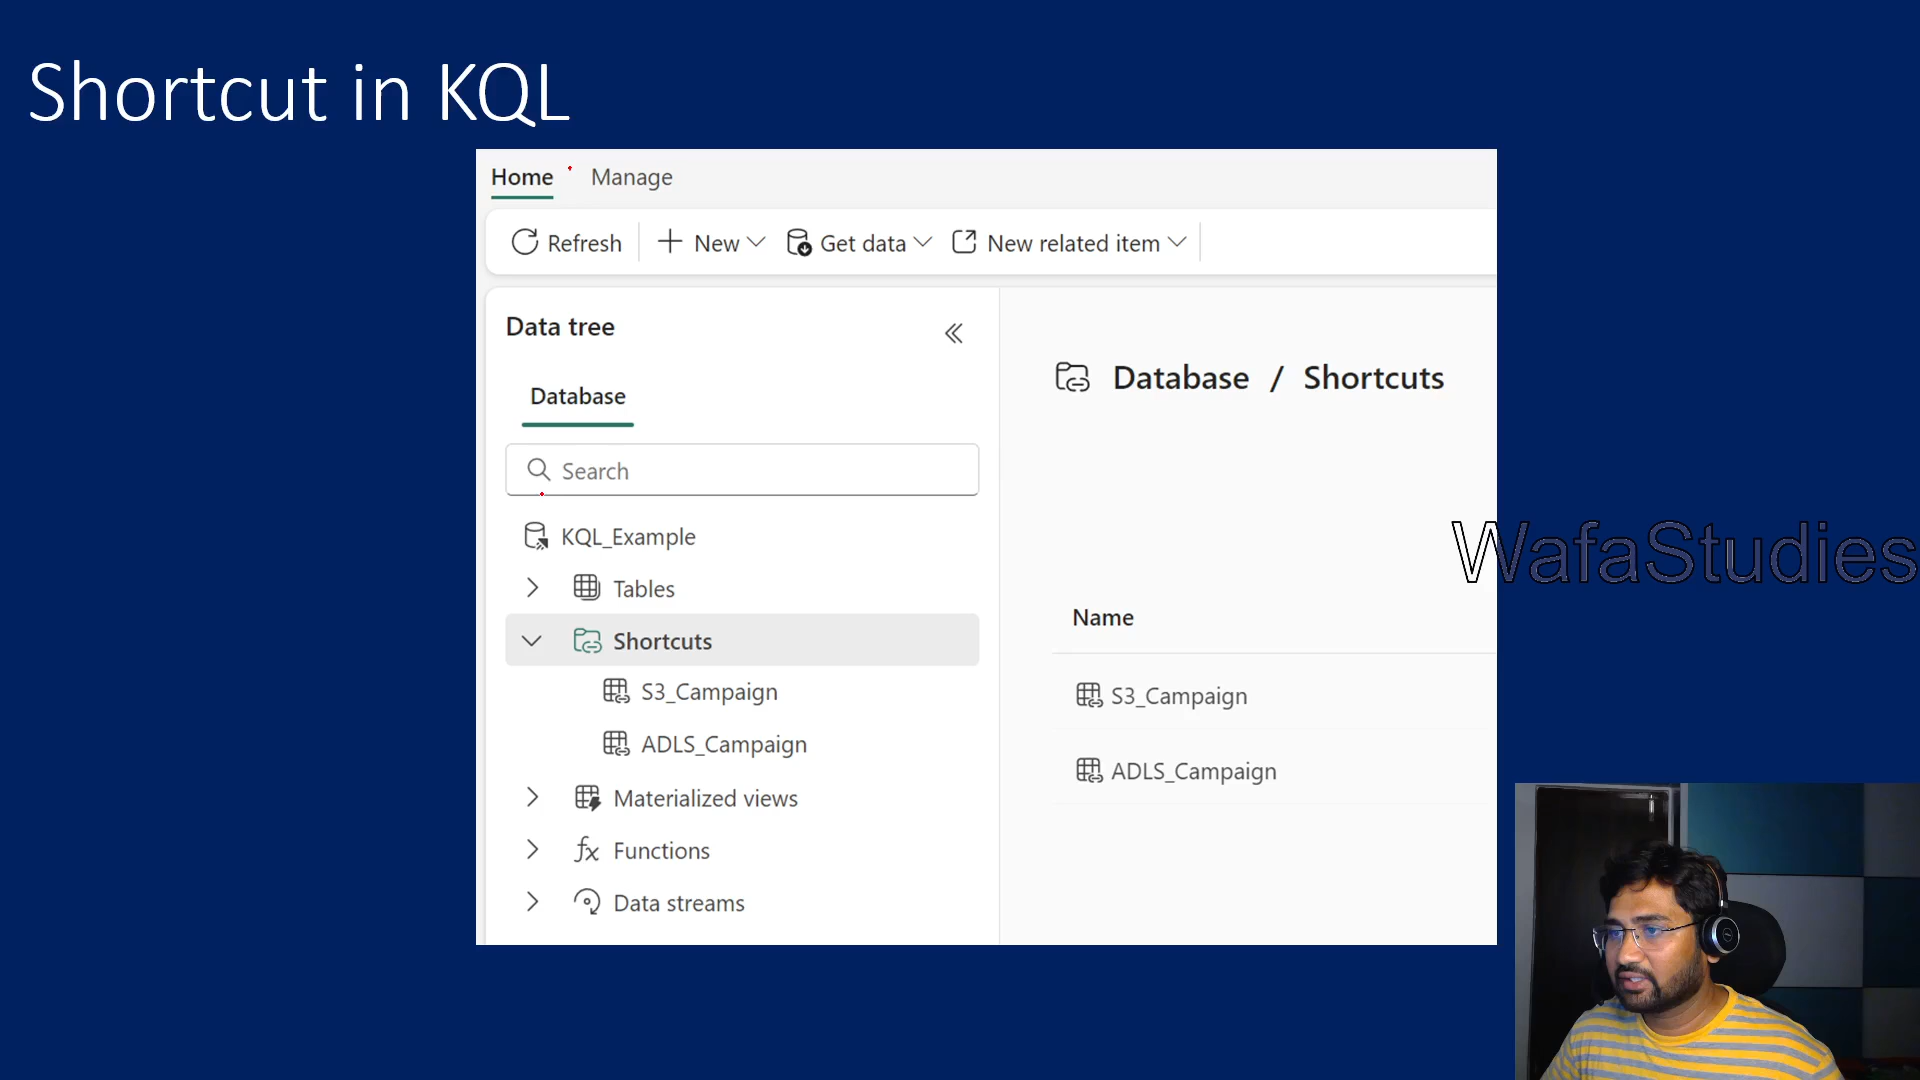 Shortcut in KQL
Home Manage
Refresh New Get data New related item
Data tree
Database
Search
KQL_Example
Tables
Shortcuts
S3_Campaign
ADLS_Campaign
Materialized views
Functions
Data streams
Database / Shortcuts
Name
S3_Campaign
ADLS_Campaign
WafaStudies